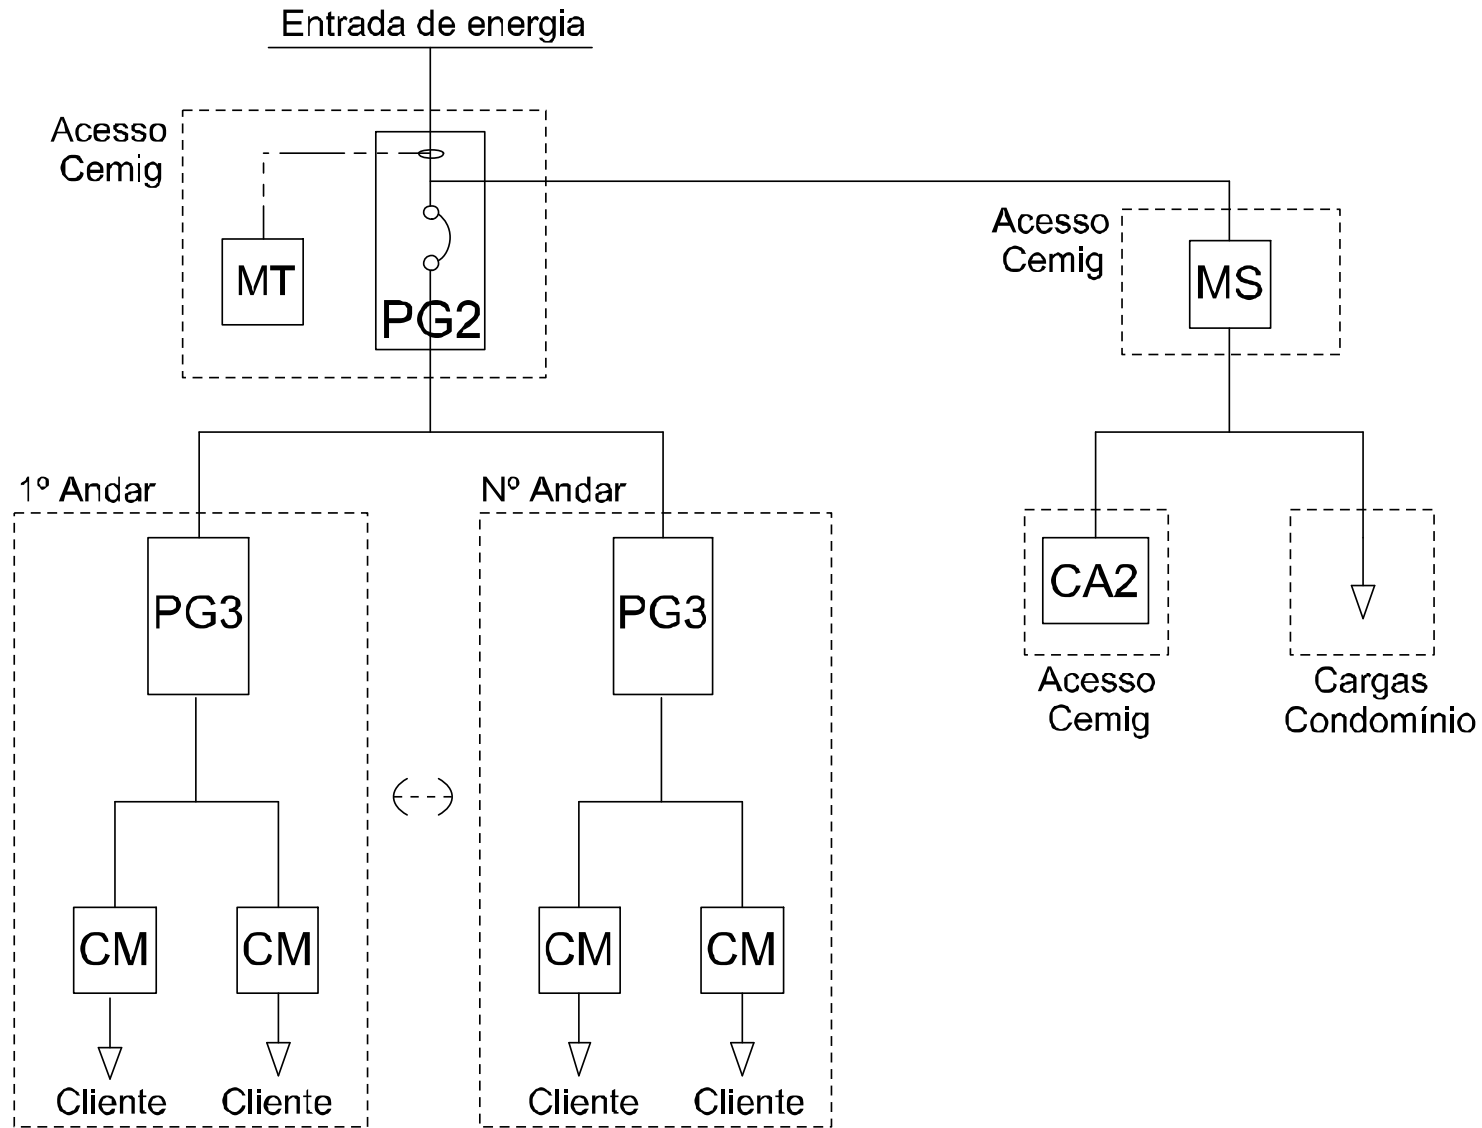 Entrada de energia
Acesso
Cemig
MT
PG2
Acesso
Cemig
MS
1º Andar
PG3
CM
CM
Cliente
Cliente
Nº Andar
PG3
CM
CM
Cliente
Cliente
CA2
Acesso
Cemig
Cargas
Condomínio